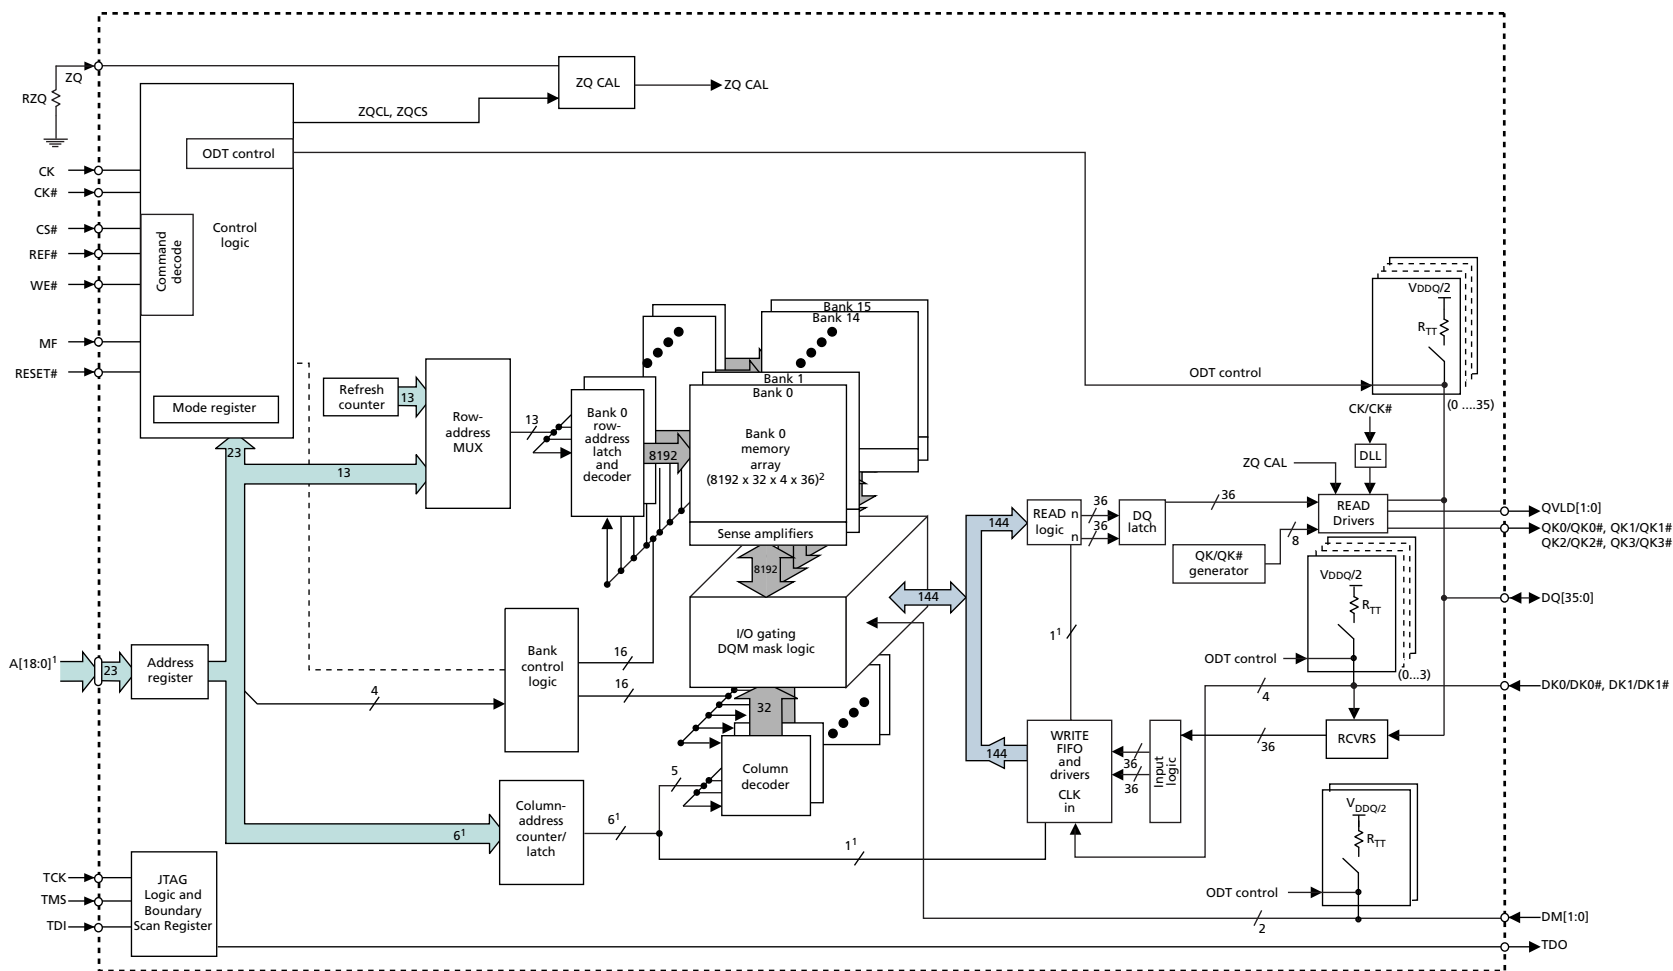 ZQ
RZQ
ZQ CAL
ZQ CAL
ZQCL, ZQCS
ODT control
CK
CK#
CS#
REF#
WE#
MF
RESET#
Command
decode
Control
logic
Mode register
Refresh
counter
13
23
13
Row-
address
MUX
13
Bank 0
row-
address
latch
and
decoder
8192
Bank 15
Bank 14
Bank 1
Bank 0
Bank 0
memory
array
(8192 x 32 x 4 x 36)²
Sense amplifiers
8192
I/O gating
DQM mask logic
144
32
Column
decoder
5
A[18:0]¹
23
Address
register
4
Bank
control
logic
16
16
6¹
Column-
address
counter/
latch
6¹
1¹
TCK
TMS
TDI
JTAG
Logic and
Boundary
Scan Register
144
144
READ n
logic
n
36
36
DQ
latch
36
1¹
WRITE
FIFO
and
drivers
CLK
in
36
36
Input
logic
36
RCVRS
ODT control
VDDQ/2
RTT
(0 ....35)
CK/CK#
DLL
ZQ CAL
READ
Drivers
QK/QK#
generator
8
VDDQ/2
RTT
ODT control
(0...3)
4
VDDQ/2
RTT
ODT control
2
QVLD[1:0]
QK0/QK0#, QK1/QK1#
QK2/QK2#, QK3/QK3#
DQ[35:0]
DK0/DK0#, DK1/DK1#
DM[1:0]
TDO